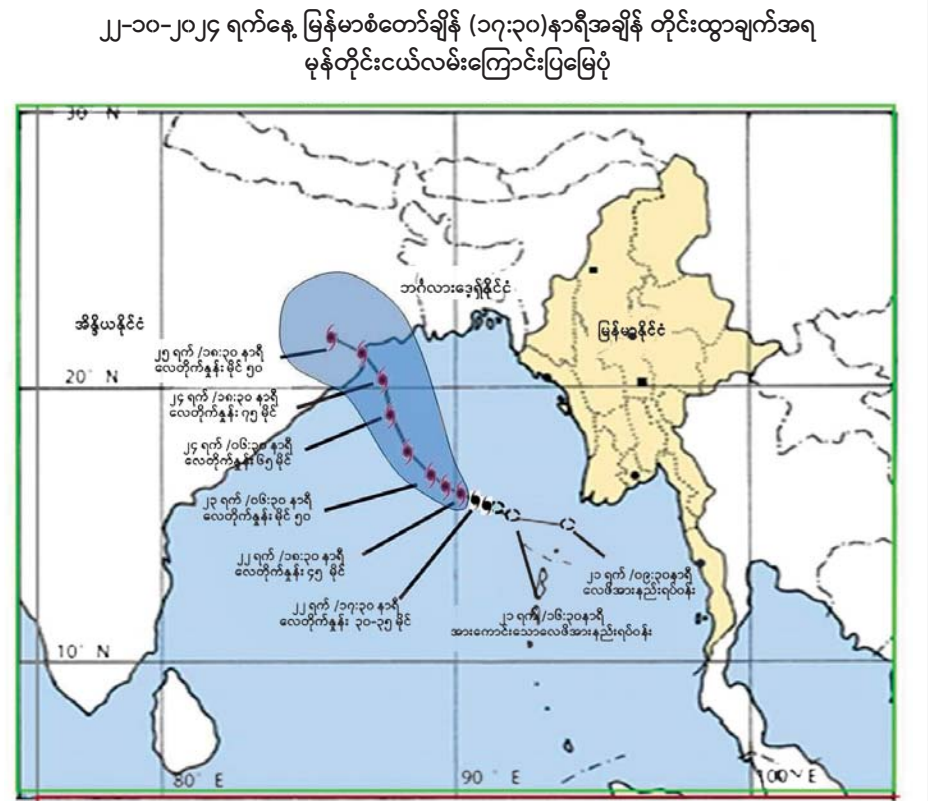 ၂၂-၁၀-၂၀၂၄ ရက်နေ့ မြန်မာစံတော်ချိန် (၁၇:၃၀)နာရီအချိန် တိုင်းထွာချက်အရ
မုန်တိုင်းငယ်လမ်းကြောင်းပြမြေပုံ
30° N
ဘင်္ဂလားဒေ့ရှ်နိုင်ငံ
အိန္ဒိယနိုင်ငံ
မြန်မာနိုင်ငံ
၂၅ ရက် /၁၈:၃၀ နာရီ
လေတိုက်နှုန်း မိုင် ၅၀
20° N
၂၄ ရက် /၁၈:၃၀ နာရီ
လေတိုက်နှုန်း ၇၅ မိုင်
၂၄ ရက် /၀၆:၃၀ နာရီ
လေတိုက်နှုန်း ၆၅ မိုင်
၂၃ ရက် /၀၆:၃၀ နာရီ
လေတိုက်နှုန်း မိုင် ၅၀
၂၂ ရက် /၁၈:၃၀ နာရီ
လေတိုက်နှုန်း ၄၅ မိုင်
၂၁ ရက် /၀၉:၃၀နာရီ
လေဖိအားနည်းရပ်ဝန်း
၂၂ ရက် /၁၇:၃၀ နာရီ
လေတိုက်နှုန်း ၃၀-၃၅ မိုင်
၂၁ ရက် /၁၆:၃၀နာရီ
အားကောင်းသောလေဖိအားနည်းရပ်ဝန်း
10° N
80° E
90° E
100° E